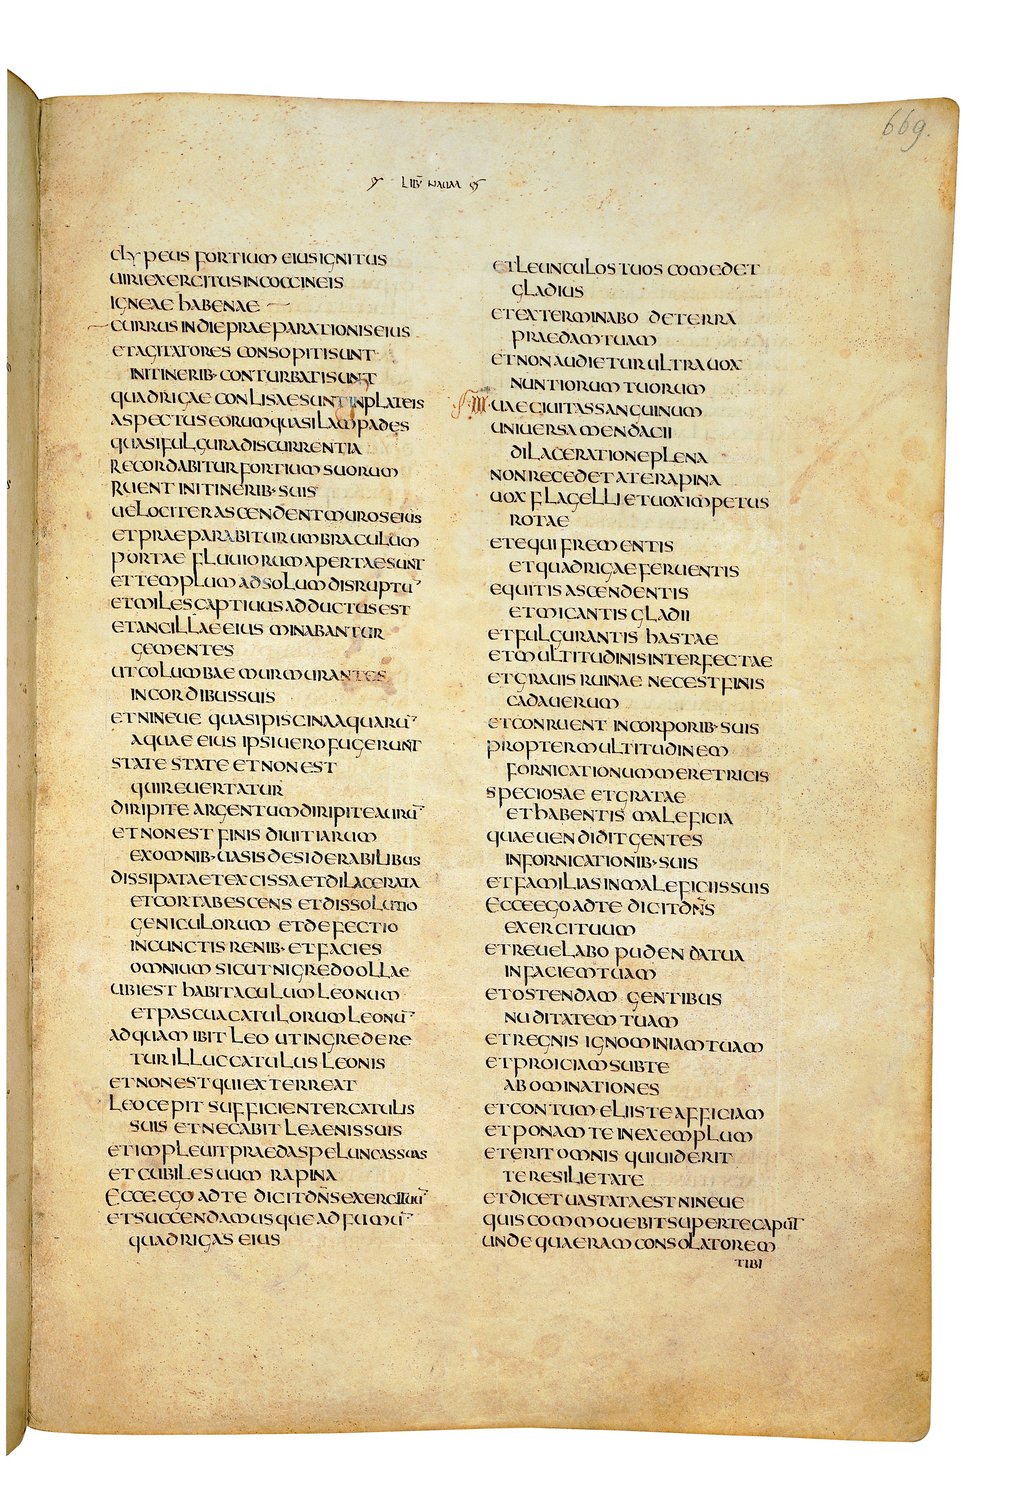 669.
LIB̅ NAUM
CLYPEUS FORTIUM EIUS IGNITUS
UIRI EXERCITUS IN COCCINEIS
IGNEAE HABENAE
CURRUS IN DIE PRAEPARATIONIS EIUS
ET AGITATORES CONSOPITI SUNT
IN ITINERIB· CONTURBATI SUNT
QUADRIGAE CONLISAE SUNT IN PLATEIS
ASPECTUS EORUM QUASI LAMPADES
QUASI FULGURA DISCURRENTIA
RECORDABITUR FORTIUM SUORUM
RUENT IN ITINERIB· SUIS
UELOCITER ASCENDENT MUROS EIUS
ET PRAEPARABITUR UMBRACULUM
PORTAE FLUUIORUM APERTAE SUNT
ET TEMPLUM AD SOLUM DISRUPTU̅
ET MILES CAPTIUUS ADDUCTUS EST
ET ANCILLAE EIUS MINABANTUR
GEMENTES
UT COLUMBAE MURMURANTES
IN CORDIBUS SUIS
ET NINEUE QUASI PISCINA AQUARU̅
AQUAE EIUS IPSI UERO FUGERUNT
STATE STATE ET NON EST
QUI REUERTATUR
DIRIPITE ARGENTUM DIRIPITE AURU̅
ET NON EST FINIS DIUITIARUM
EX OMNIB· UASIS DESIDERABILIBUS
DISSIPATA ET EXCISSA ET DILACERATA
ET COR TABESCENS ET DISSOLUTIO
GENICULORUM ET DEFECTIO
IN CUNCTIS RENIB· ET FACIES
OMNIUM SICUT NIGREDO OLLAE
UBI EST HABITACULUM LEONUM
ET PASCUA CATULORUM LEONU̅
AD QUAM IBIT LEO UT INGREDERE
TUR ILLUC CATULUS LEONIS
ET NON EST QUI EXTERREAT
LEO CEPIT SUFFICIENTER CATULIS
SUIS ET NECABIT LEAENIS SUIS
ET IMPLEUIT PRAEDA SPELUNCAS SUAS
ET CUBILE SUUM RAPINA
ECCE EGO AD TE DICIT DN̅S EXERCITUU̅
ET SUCCENDAM USQUE AD FUMU̅
QUADRIGAS EIUS
ET LEUNCULOS TUOS COMEDET
GLADIUS
ET EXTERMINABO DE TERRA
PRAEDAM TUAM
ET NON AUDIETUR ULTRA UOX
NUNTIORUM TUORUM
III· UAE CIUITAS SANGUINUM
UNIUERSA MENDACII
DILACERATIONE PLENA
NON RECEDET A TE RAPINA
UOX FLAGELLI ET UOX IMPETUS
ROTAE
ET EQUI FREMENTIS
ET QUADRIGAE FERUENTIS
EQUITIS ASCENDENTIS
ET MICANTIS GLADII
ET FULGURANTIS HASTAE
ET MULTITUDINIS INTERFECTAE
ET GRAUIS RUINAE NEC EST FINIS
CADAUERUM
ET CONRUENT IN CORPORIB· SUIS
PROPTER MULTITUDINEM
FORNICATIONUM MERETRICIS
SPECIOSAE ET GRATAE
ET HABENTIS MALEFICIA
QUAE UENDIDIT GENTES
IN FORNICATIONIB· SUIS
ET FAMILIAS IN MALEFICIIS SUIS
ECCE EGO AD TE DICIT DN̅S
EXERCITUUM
ET REUELABO PUDENDA TUA
IN FACIEM TUAM
ET OSTENDAM GENTIBUS
NUDITATEM TUAM
ET REGNIS IGNOMINIAM TUAM
ET PROICIAM SUB TE
ABOMINATIONES
ET CONTUMELIIS TE AFFICIAM
ET PONAM TE IN EXEMPLUM
ET ERIT OMNIS QUI UIDERIT
TE RESILIET A TE
ET DICET UASTATA EST NINEUE
QUIS COMMOUEBIT SUPER TE CAPUT
UNDE QUAERAM CONSOLATOREM
TIBI